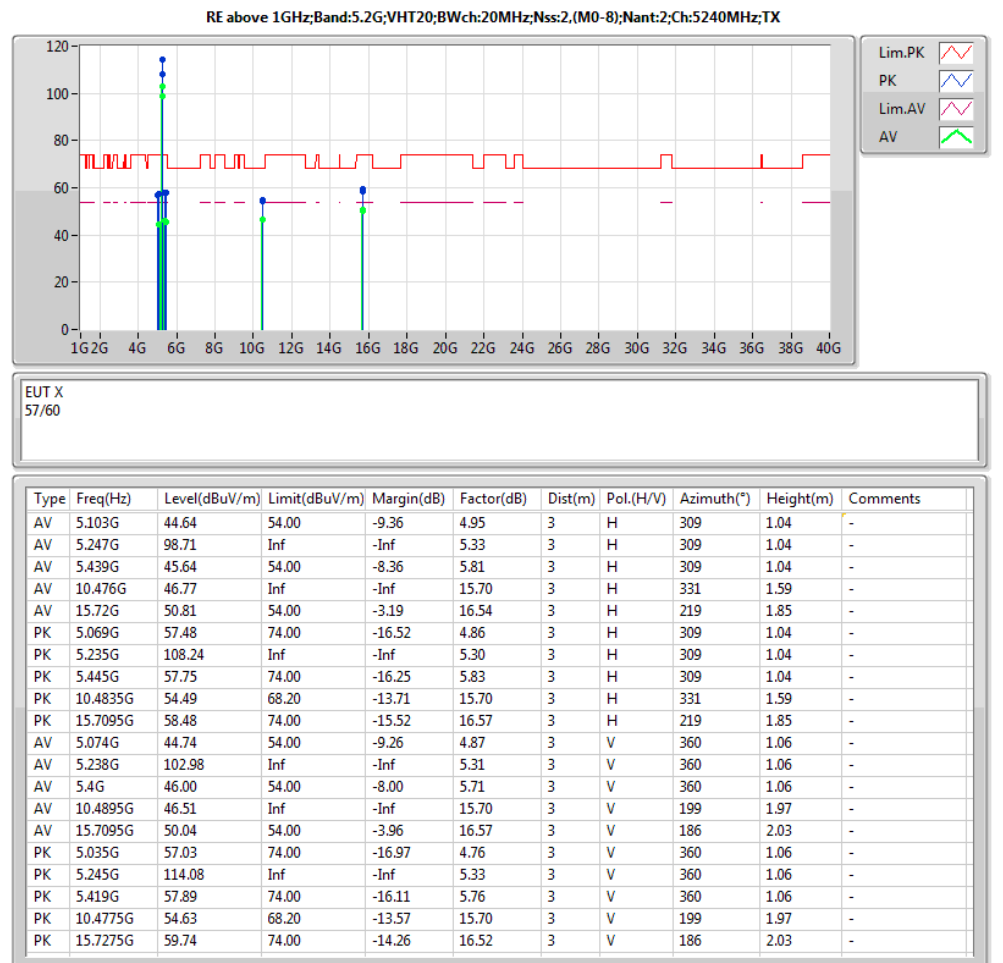 RE above 1GHz;Band:5.2G;VHT20;BWch:20MHz;Nss:2,(M0-8);Nant:2;Ch:5240MHz;TX
120
100
80
60
40
20
0
1G 2G 4G 6G 8G 10G 12G 14G 16G 18G 20G 22G 24G 26G 28G 30G 32G 34G 36G 38G 40G
Lim.PK
PK
Lim.AV
AV
EUT X
57/60
Type Freq(Hz) Level(dBuV/m) Limit(dBuV/m) Margin(dB) Factor(dB) Dist(m) Pol.(H/V) Azimuth(°) Height(m) Comments
AV 5.103G 44.64 54.00 -9.36 4.95 3 H 309 1.04 -
AV 5.247G 98.71 Inf -Inf 5.33 3 H 309 1.04 -
AV 5.439G 45.64 54.00 -8.36 5.81 3 H 309 1.04 -
AV 10.476G 46.77 Inf -Inf 15.70 3 H 331 1.59 -
AV 15.72G 50.81 54.00 -3.19 16.54 3 H 219 1.85 -
PK 5.069G 57.48 74.00 -16.52 4.86 3 H 309 1.04 -
PK 5.235G 108.24 Inf -Inf 5.30 3 H 309 1.04 -
PK 5.445G 57.75 74.00 -16.25 5.83 3 H 309 1.04 -
PK 10.4835G 54.49 68.20 -13.71 15.70 3 H 331 1.59 -
PK 15.7095G 58.48 74.00 -15.52 16.57 3 H 219 1.85 -
AV 5.074G 44.74 54.00 -9.26 4.87 3 V 360 1.06 -
AV 5.238G 102.98 Inf -Inf 5.31 3 V 360 1.06 -
AV 5.4G 46.00 54.00 -8.00 5.71 3 V 360 1.06 -
AV 10.4895G 46.51 Inf -Inf 15.70 3 V 199 1.97 -
AV 15.7095G 50.04 54.00 -3.96 16.57 3 V 186 2.03 -
PK 5.035G 57.03 74.00 -16.97 4.76 3 V 360 1.06 -
PK 5.245G 114.08 Inf -Inf 5.33 3 V 360 1.06 -
PK 5.419G 57.89 74.00 -16.11 5.76 3 V 360 1.06 -
PK 10.4775G 54.63 68.20 -13.57 15.70 3 V 199 1.97 -
PK 15.7275G 59.74 74.00 -14.26 16.52 3 V 186 2.03 -